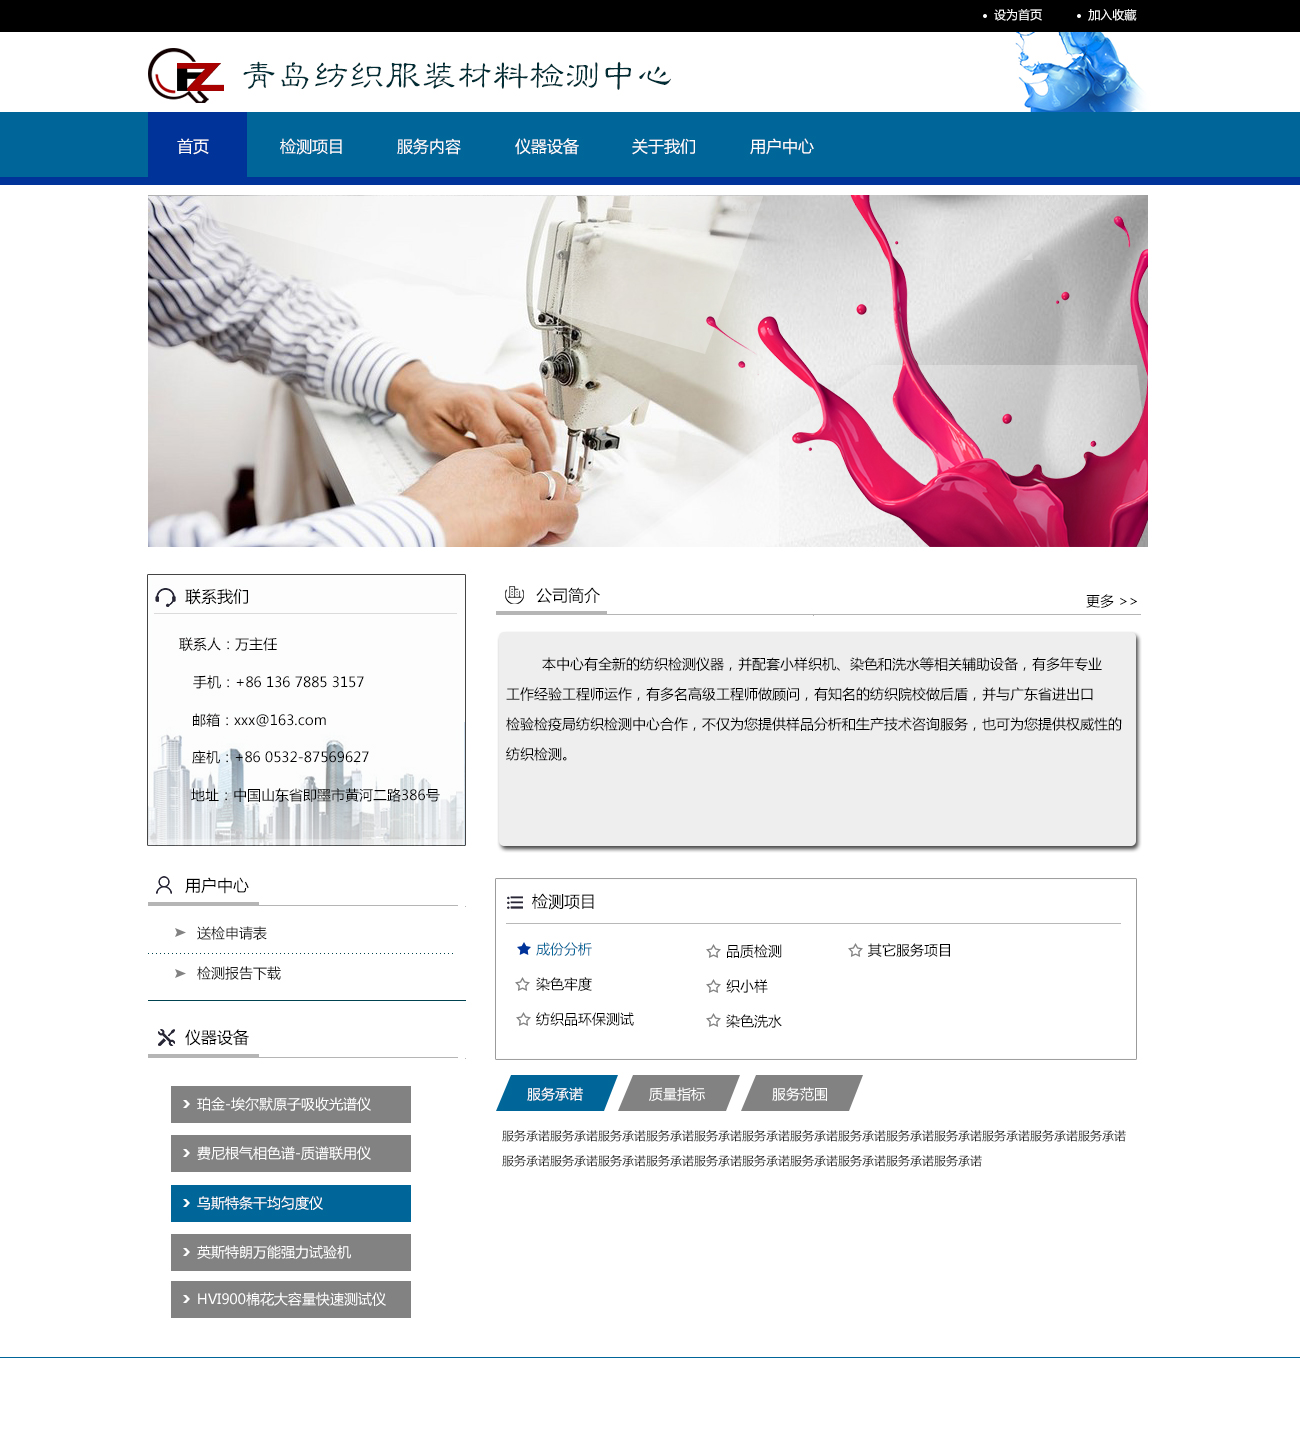 设为首页
加入收藏
青岛纺织服装材料检测中心
首页
检测项目
服务内容
仪器设备
关于我们
用户中心
联系我们
联系人：万主任
手机：+86 136 7885 3157
邮箱：xxx@163.com
座机：+86 0532-87569627
地址：中国山东省即墨市黄河二路386号
用户中心
送检申请表
检测报告下载
仪器设备
珀金-埃尔默原子吸收光谱仪
费尼根气相色谱-质谱联用仪
乌斯特条干均匀度仪
英斯特朗万能强力试验机
HVI900棉花大容量快速测试仪
公司简介
更多 >>
本中心有全新的纺织检测仪器，并配套小样织机、染色和洗水等相关辅助设备，有多年专业
工作经验工程师运作，有多名高级工程师做顾问，有知名的纺织院校做后盾，并与广东省进出口
检验检疫局纺织检测中心合作，不仅为您提供样品分析和生产技术咨询服务，也可为您提供权威性的
纺织检测。
检测项目
成份分析
品质检测
其它服务项目
染色牢度
织小样
纺织品环保测试
染色洗水
服务承诺
质量指标
服务范围
服务承诺服务承诺服务承诺服务承诺服务承诺服务承诺服务承诺服务承诺服务承诺服务承诺服务承诺服务承诺服务承诺
服务承诺服务承诺服务承诺服务承诺服务承诺服务承诺服务承诺服务承诺服务承诺服务承诺